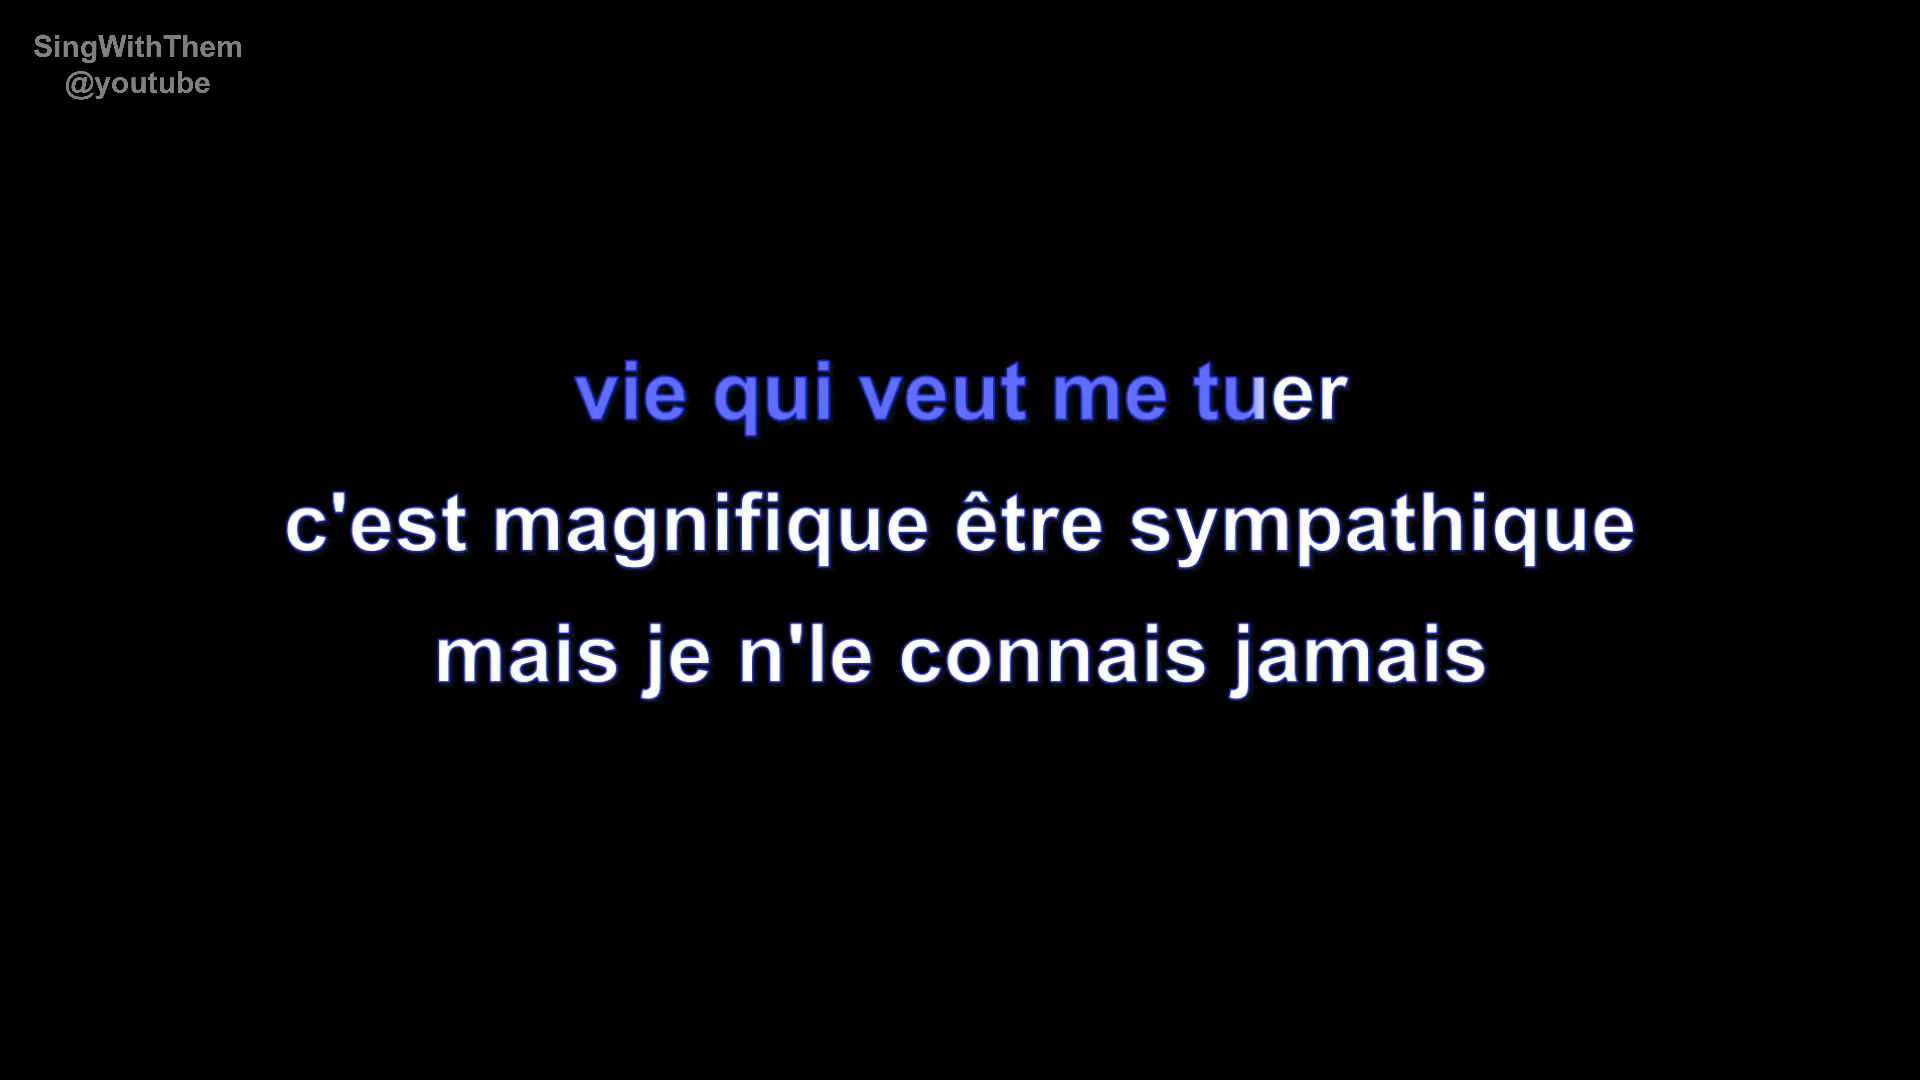 SingWithThem
@youtube
vie qui veut me tuer
c'est magnifique être sympathique
mais je n'le connais jamais